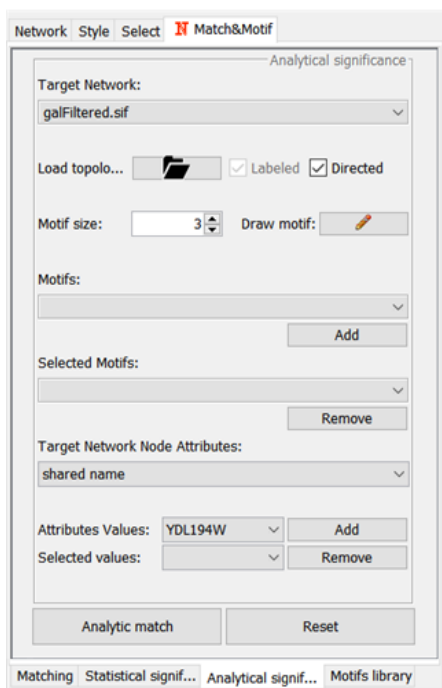 Network Style Select N Match&Motif
Analytical significance
Target Network:
galFiltered.sif
Load topolo... Labeled Directed
Motif size: 3 Draw motif:
Motifs:
Add
Selected Motifs:
Remove
Target Network Node Attributes:
shared name
Attributes Values: YDL194W Add
Selected values: Remove
Analytic match Reset
Matching Statistical signif... Analytical signif... Motifs library